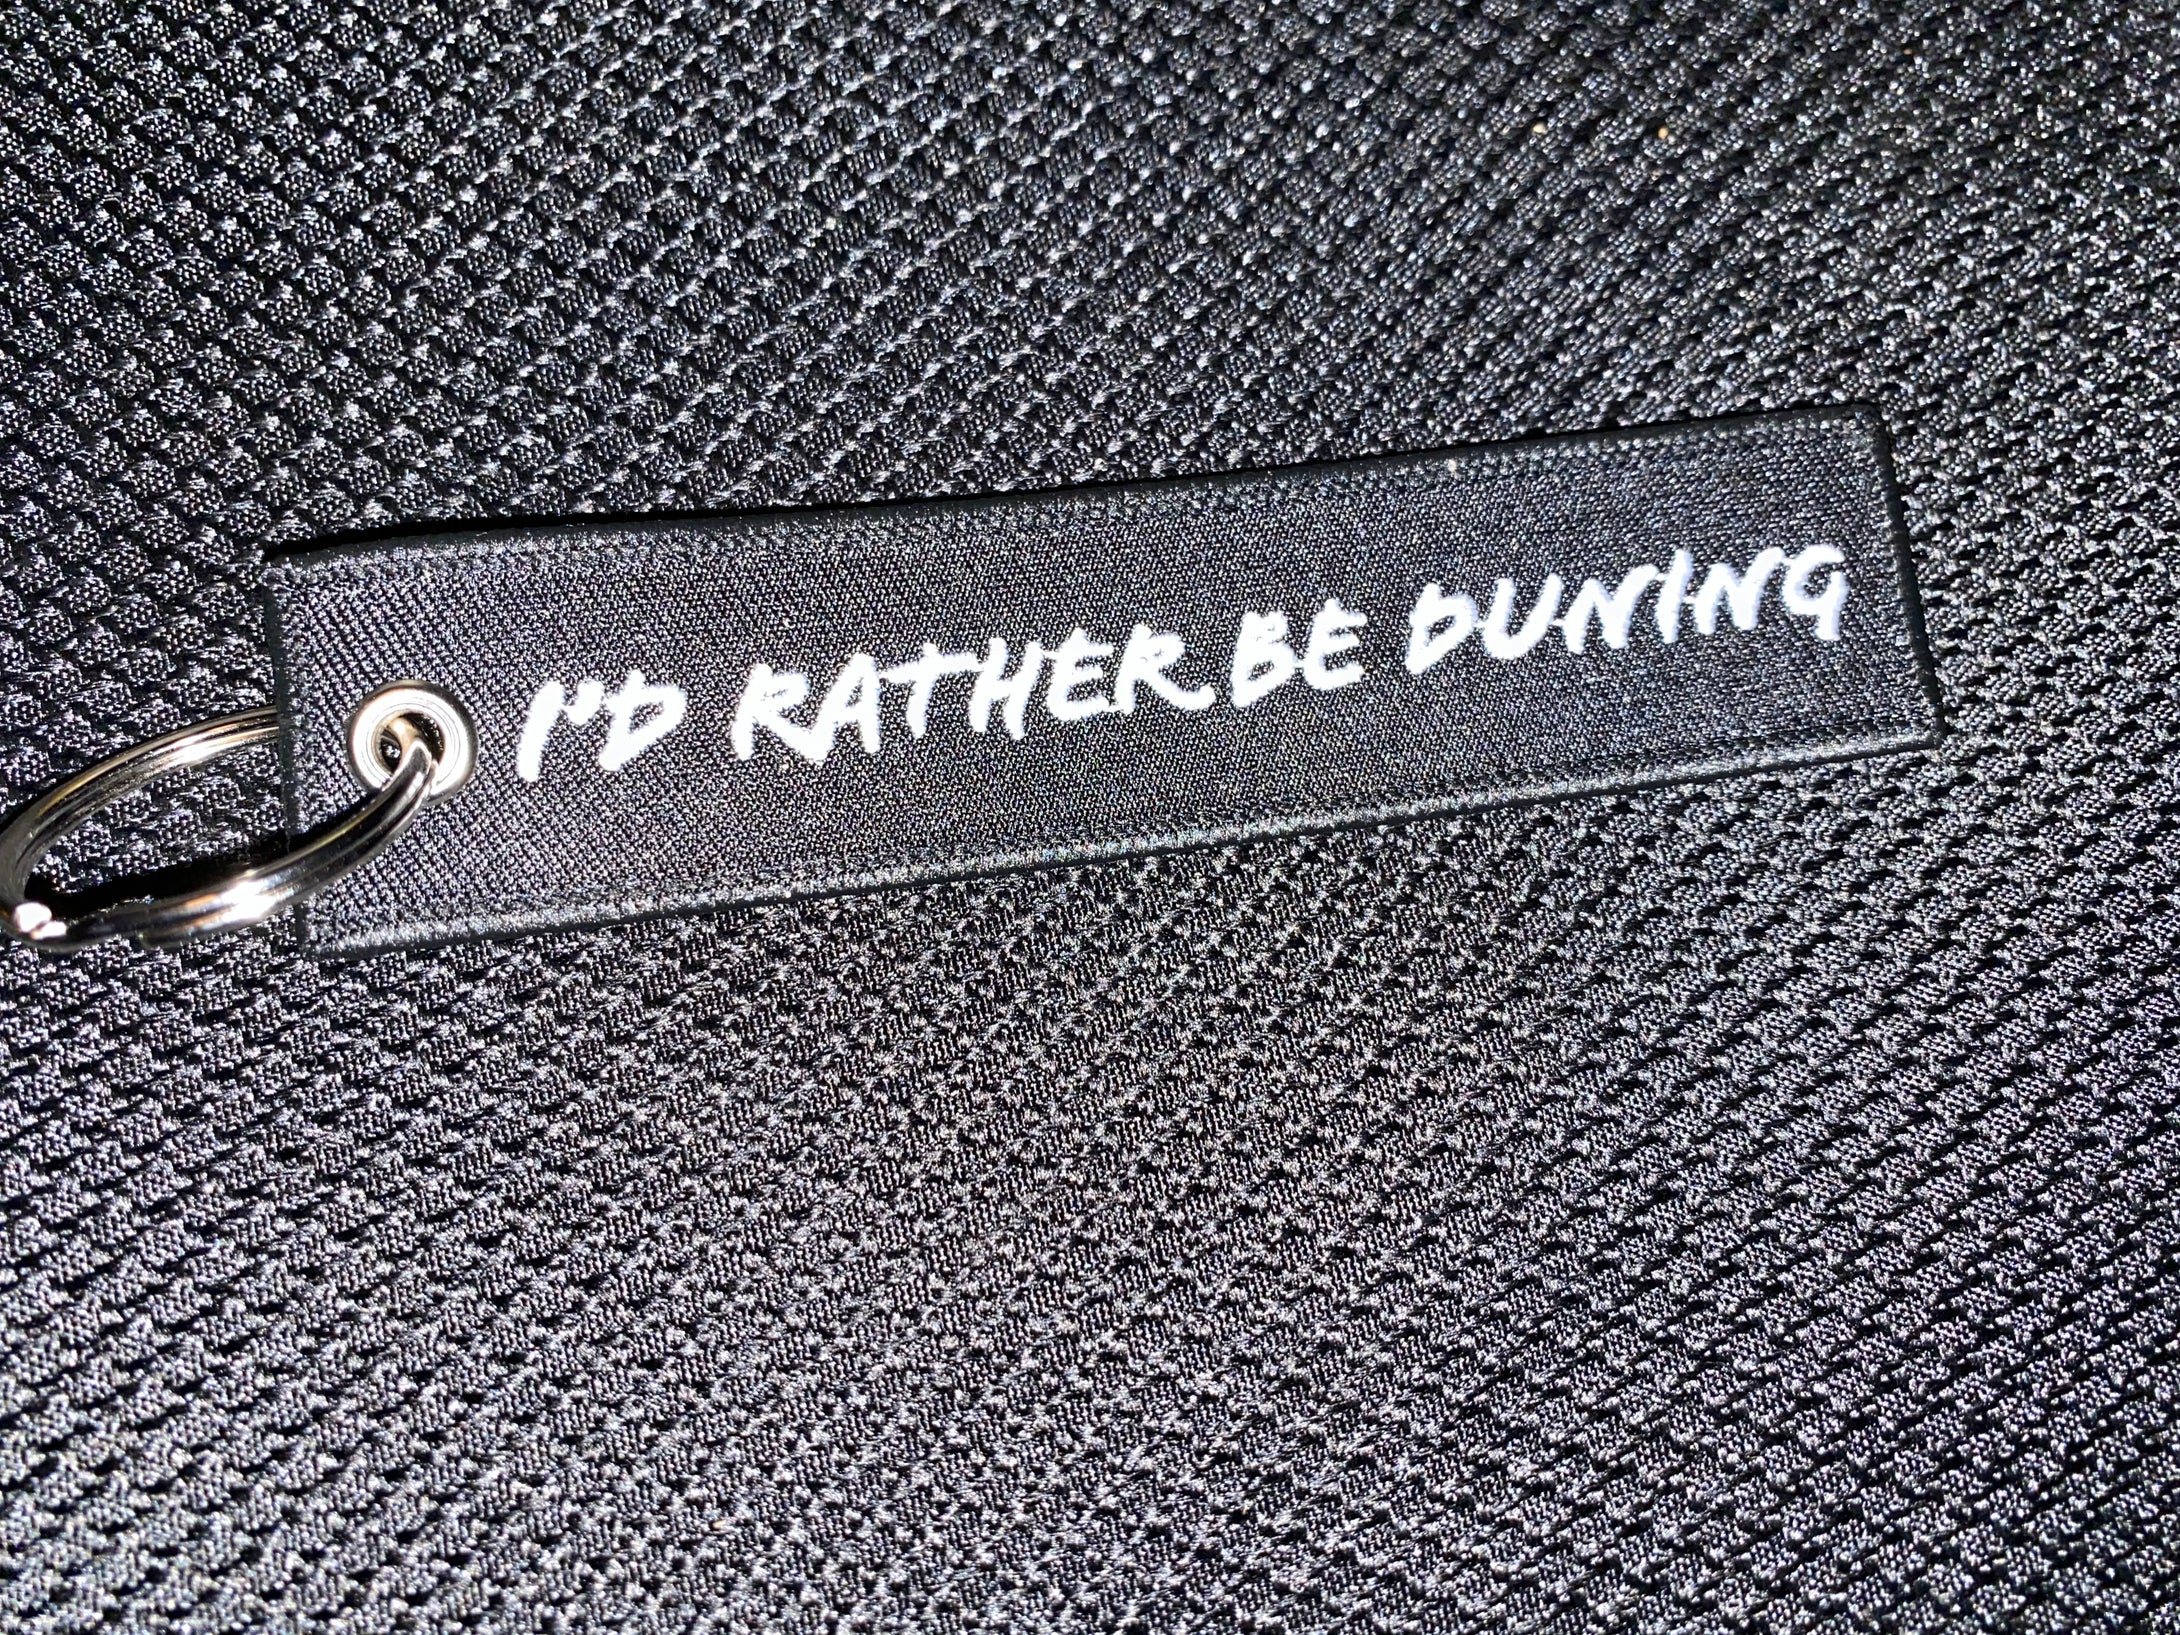 I'D RATHER BE DUNING